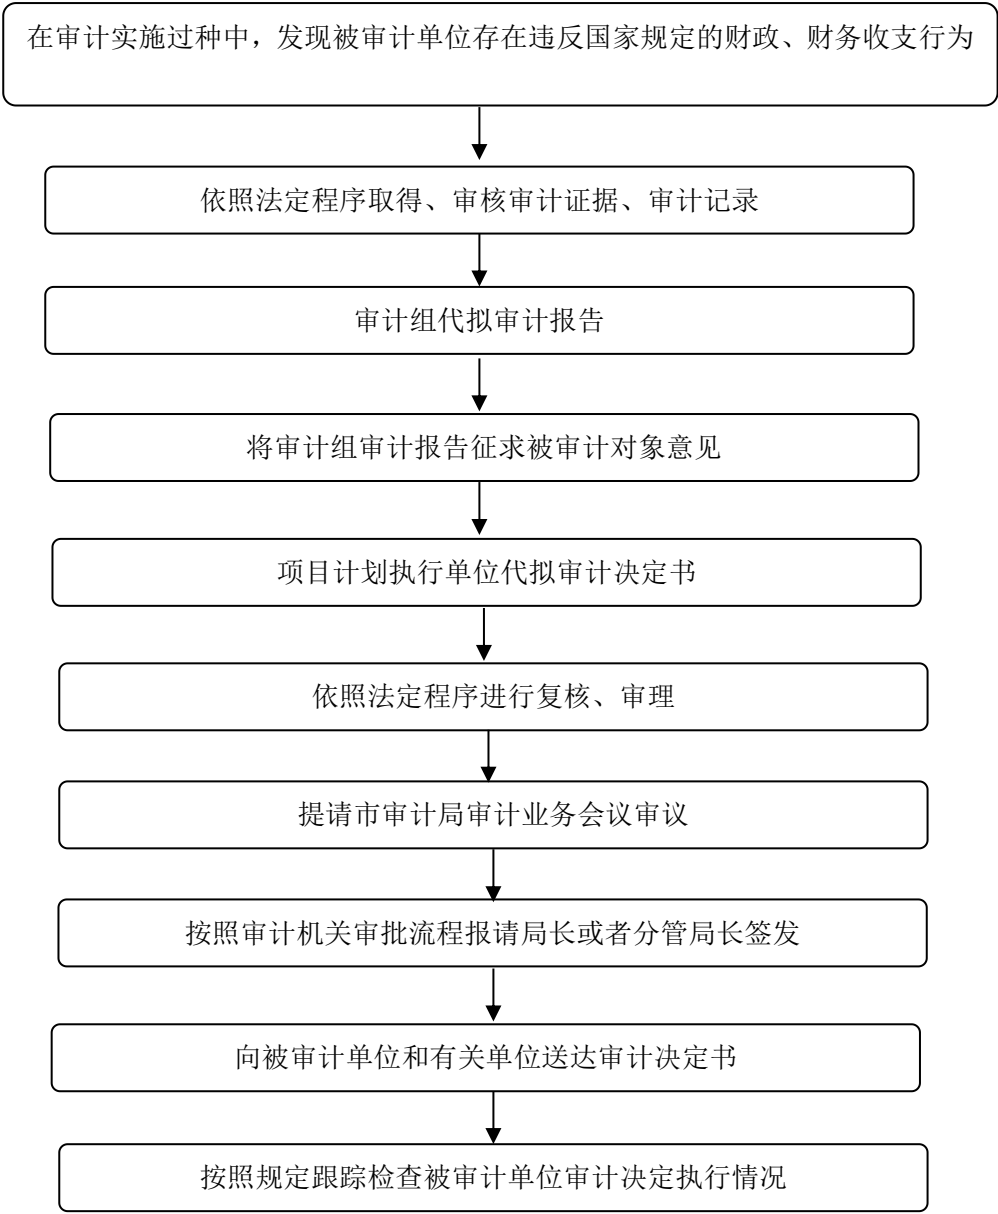 在审计实施过种中，发现被审计单位存在违反国家规定的财政、财务收支行为
依照法定程序取得、审核审计证据、审计记录
审计组代拟审计报告
将审计组审计报告征求被审计对象意见
项目计划执行单位代拟审计决定书
依照法定程序进行复核、审理
提请市审计局审计业务会议审议
按照审计机关审批流程报请局长或者分管局长签发
向被审计单位和有关单位送达审计决定书
按照规定跟踪检查被审计单位审计决定执行情况